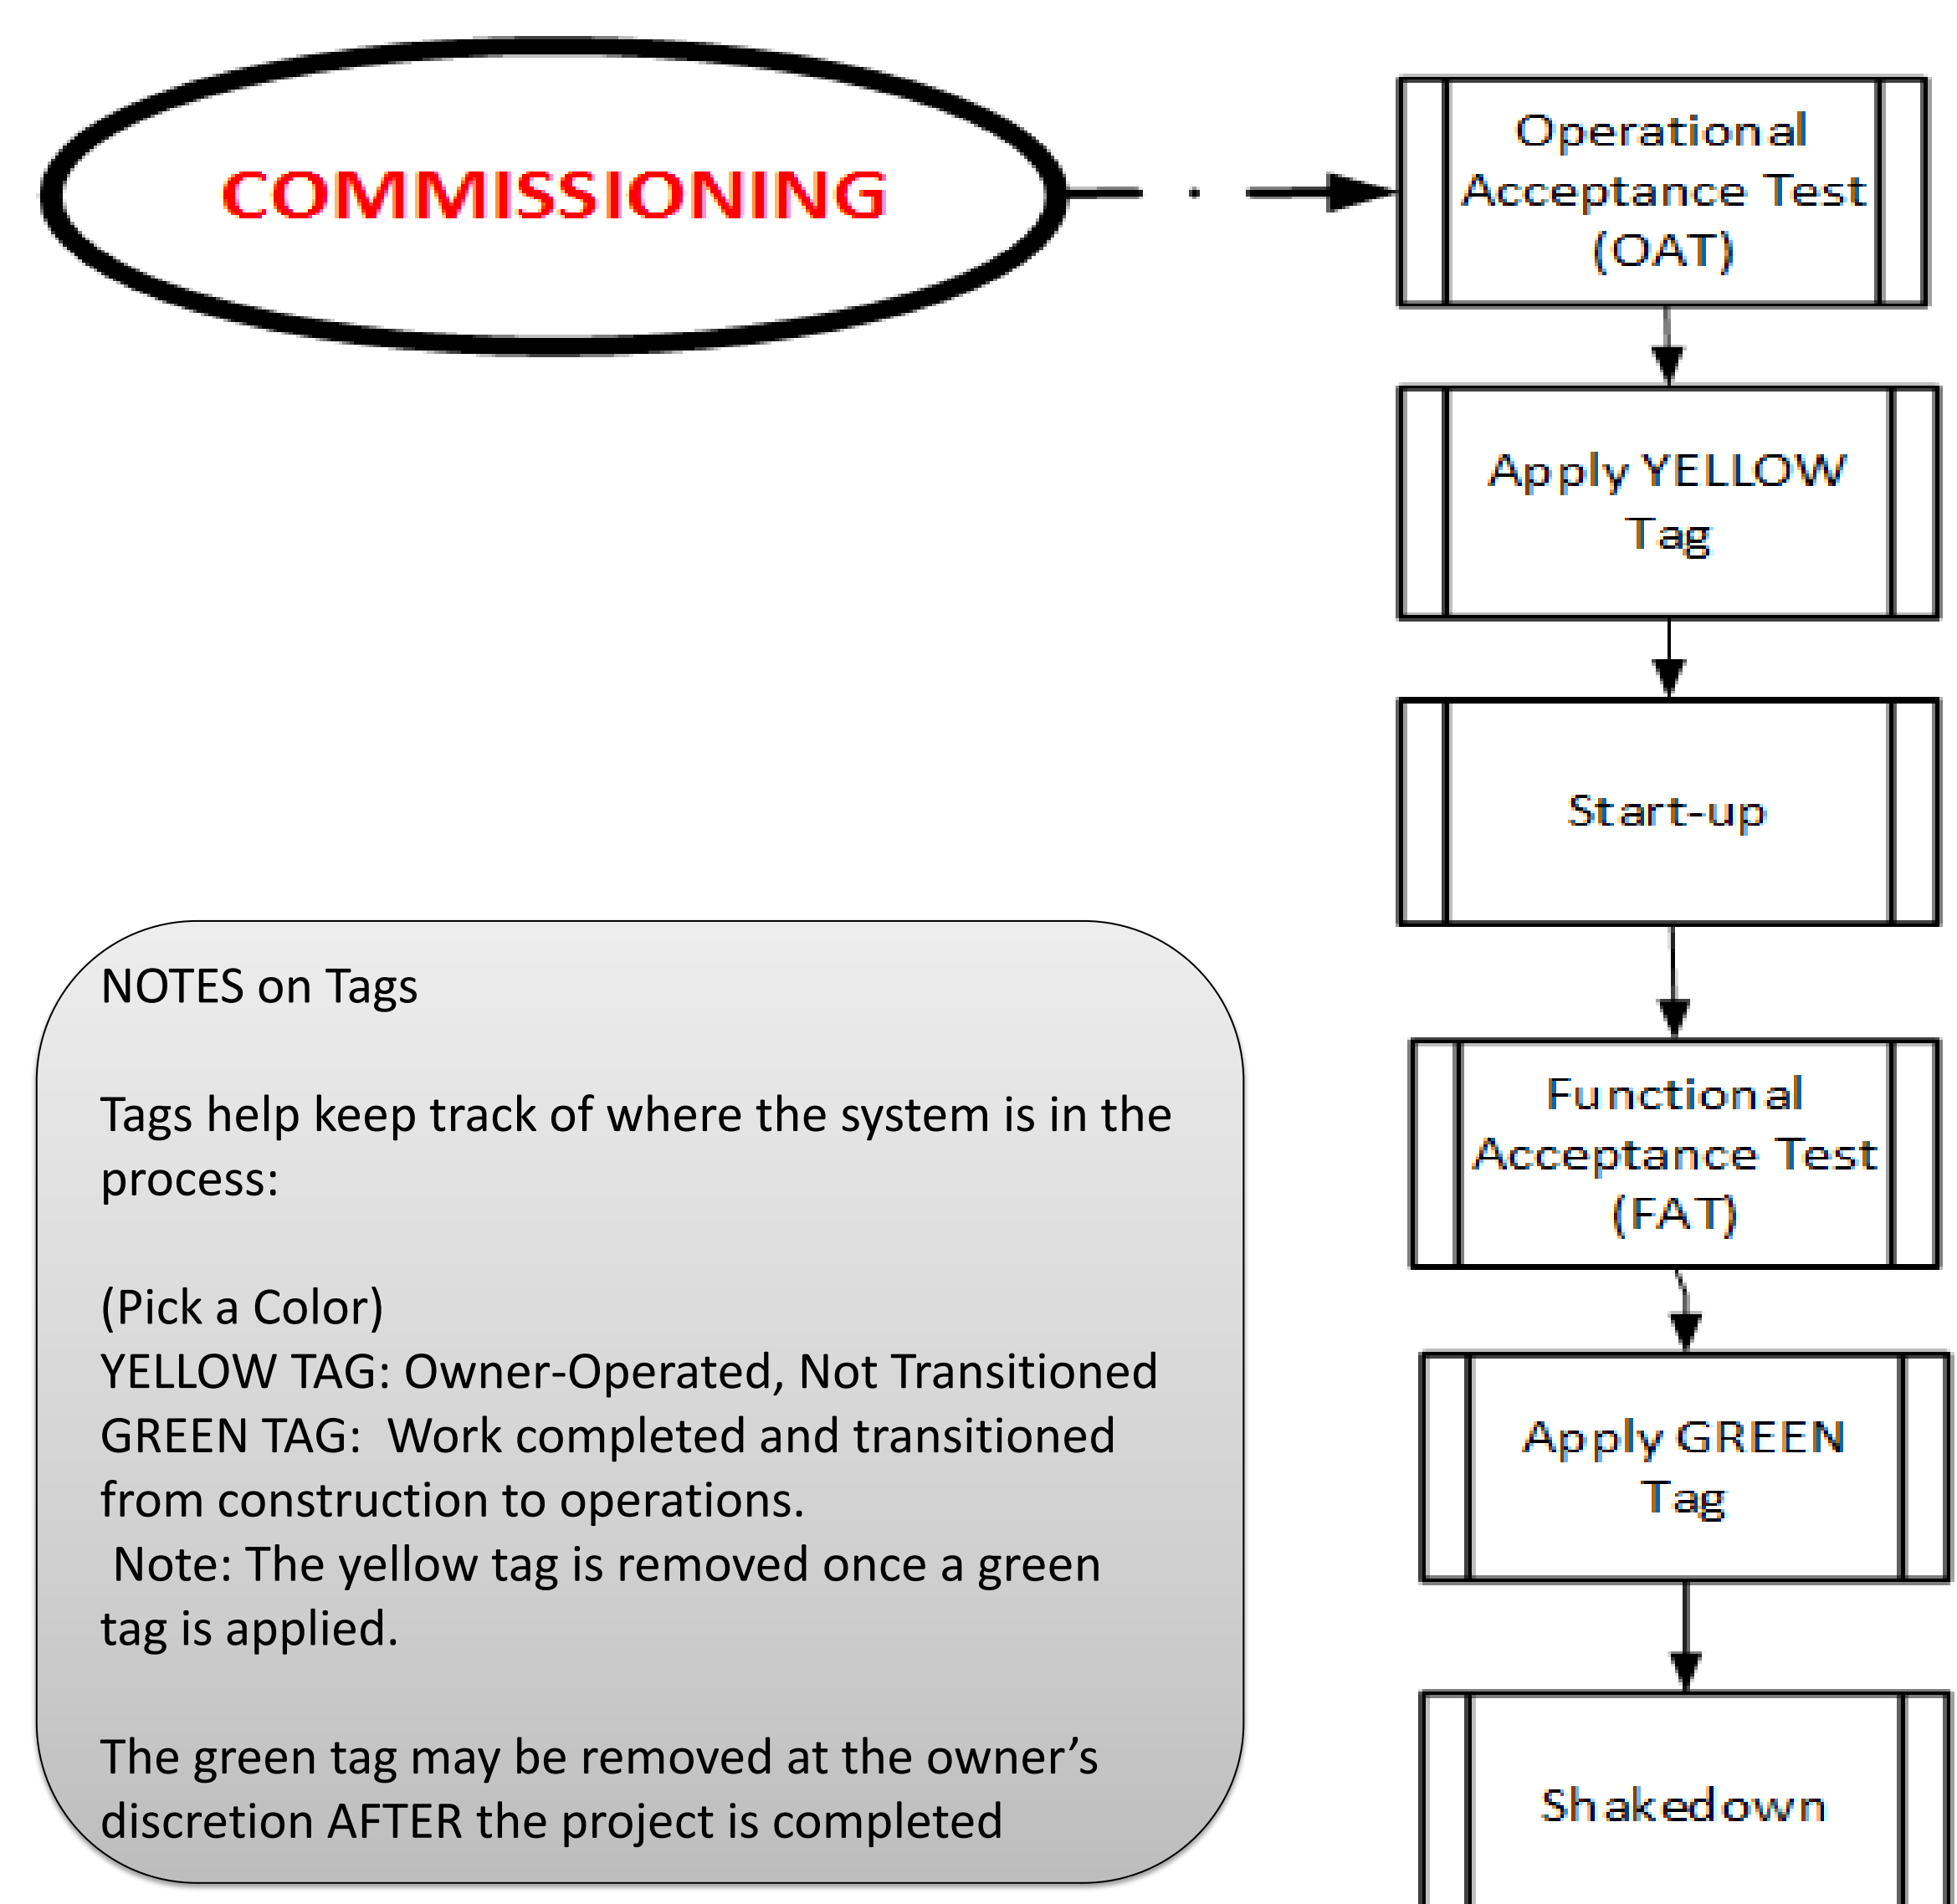 COMMISSIONING
Operational
Acceptance Test
(OAT)
Apply YELLOW
Tag
Start-up
Functional
Acceptance Test
(FAT)
Apply GREEN
Tag
Shakedown
NOTES on Tags
Tags help keep track of where the system is in the
process:
(Pick a Color)
YELLOW TAG: Owner-Operated, Not Transitioned
GREEN TAG:  Work completed and transitioned
from construction to operations.
Note: The yellow tag is removed once a green
tag is applied.
The green tag may be removed at the owner’s
discretion AFTER the project is completed